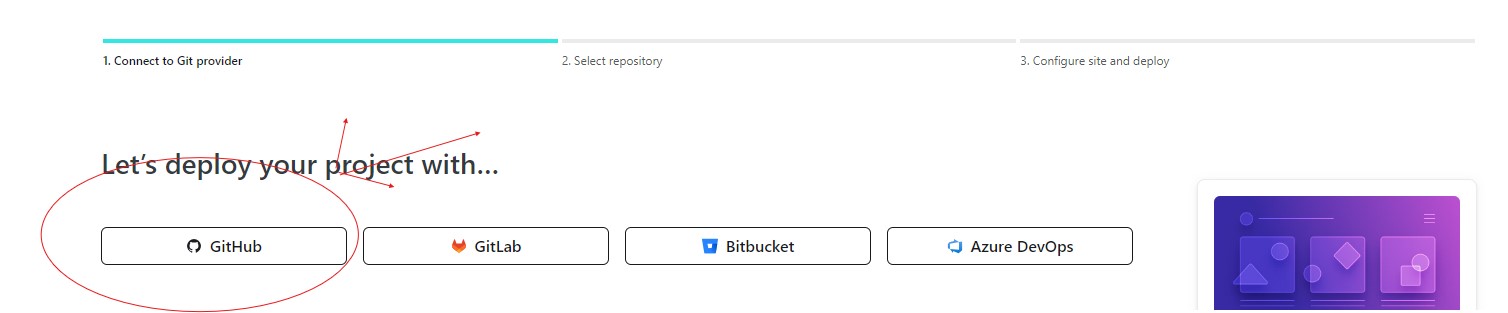 1. Connect to Git provider
2. Select repository
3. Configure site and deploy
Let’s deploy your project with…
GitHub
GitLab
Bitbucket
Azure DevOps